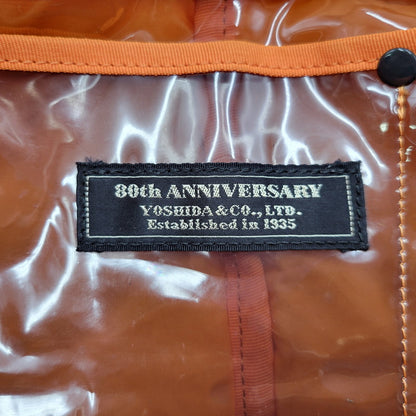 80th ANNIVERSARY
YOSHIDA & CO., LTD.
Established in 1935